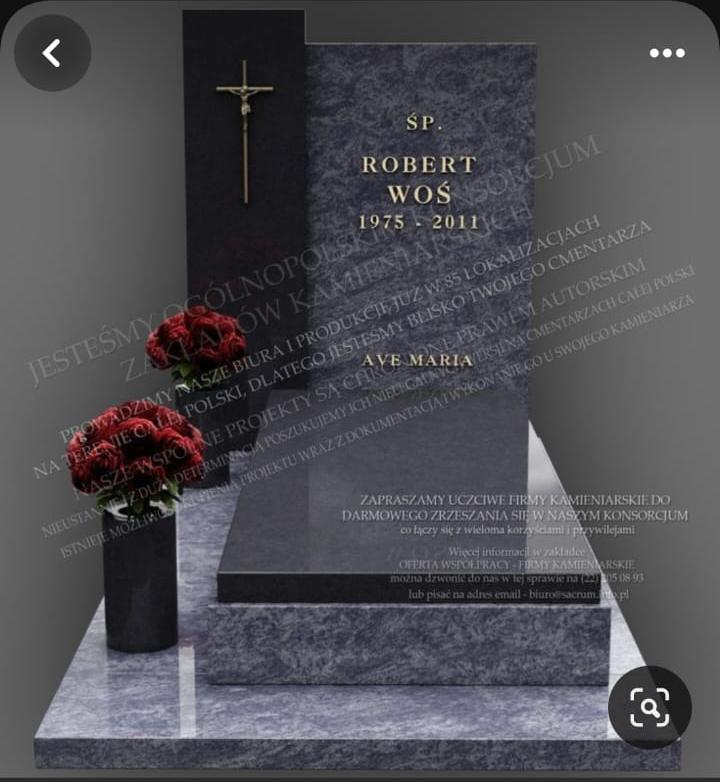 ŚP.
ROBERT
WOŚ
1975 - 2011
AVE MARIA
JESTEŚMY OGÓLNOPOLSKIM KONSORCJUM
ZAKŁADÓW KAMIENIARSKICH
PROWADZIMY NASZE BIURA I PRODUKCJĘ JUŻ W 85 LOKALIZACJACH
NA TERENIE CAŁEJ POLSKI, DLATEGO JESTEŚMY BLISKO TWOJEGO CMENTARZA
NASZE WSPÓLNE PROJEKTY SĄ CHRONIONE PRAWEM AUTORSKIM
NIEUSTANNIE I Z DUŻĄ DETERMINACJĄ POSZUKUJEMY ICH NIELEGALNYCH CMENTARZACH CAŁEJ POLSKI
ISTNIEJE MOŻLIWOŚĆ PROJEKTU WRAZ Z DOKUMENTACJĄ I WYKONANIE GO U SWOJEGO KAMIENIARZA
ZAPRASZAMY UCZCIWE FIRMY KAMIENIARSKIE DO
DARMOWEGO ZRZESZANIA SIĘ W NASZYM KONSORCJUM
co łączy się z wieloma korzyściami i przywilejami
Więcej informacji w zakładce
OFERTA WSPÓŁPRACY - FIRMY KAMIENIARSKIE
można dzwonić do nas w tej sprawie na (22) 205 08 93
lub pisać na adres email - biuro@sacrum.info.pl